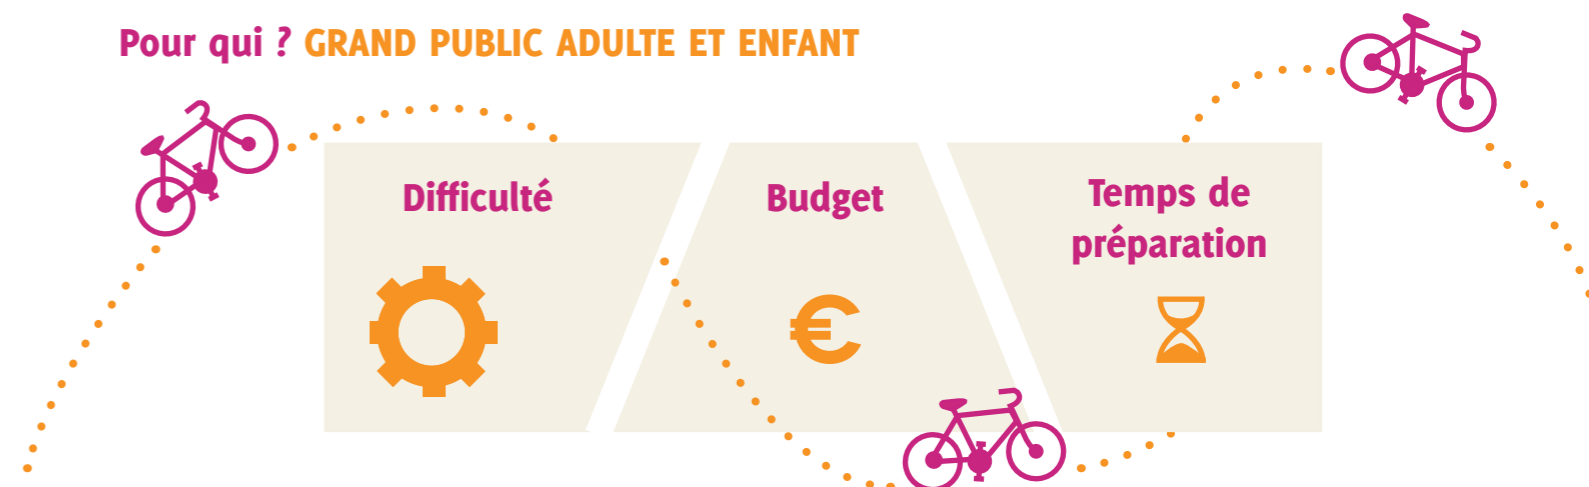 Pour qui ? GRAND PUBLIC ADULTE ET ENFANT
Difficulté
Budget
Temps de
préparation
€